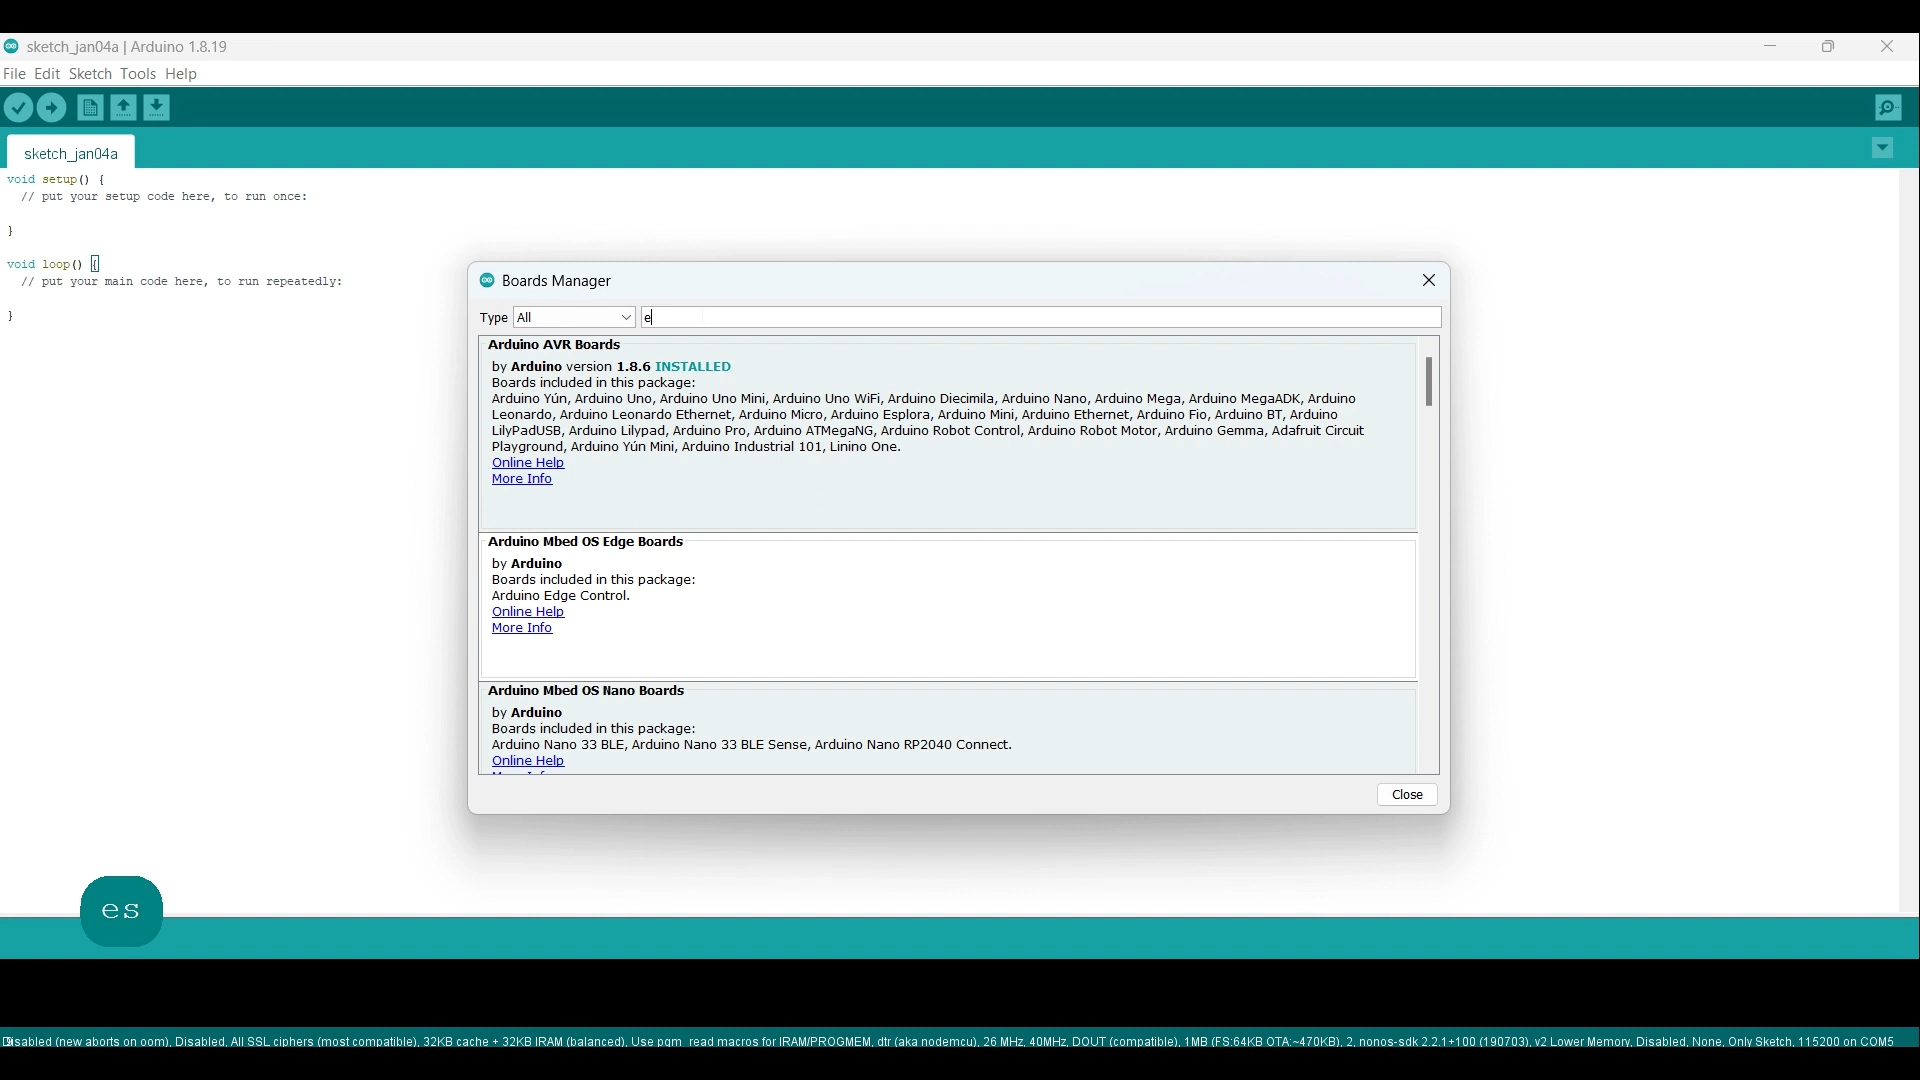 sketch_jan04a | Arduino 1.8.19
File Edit Sketch Tools Help
sketch_jan04a
void setup() {
// put your setup code here, to run once:
}
void loop() {
// put your main code here, to run repeatedly:
}
Boards Manager
Type All e
Arduino AVR Boards
by Arduino version 1.8.6 INSTALLED
Boards included in this package:
Arduino Yún, Arduino Uno, Arduino Uno Mini, Arduino Uno WiFi, Arduino Diecimila, Arduino Nano, Arduino Mega, Arduino MegaADK, Arduino
Leonardo, Arduino Leonardo Ethernet, Arduino Micro, Arduino Esplora, Arduino Mini, Arduino Ethernet, Arduino Fio, Arduino BT, Arduino
LilyPadUSB, Arduino Lilypad, Arduino Pro, Arduino ATMegaNG, Arduino Robot Control, Arduino Robot Motor, Arduino Gemma, Adafruit Circuit
Playground, Arduino Yún Mini, Arduino Industrial 101, Linino One.
Online Help
More Info
Arduino Mbed OS Edge Boards
by Arduino
Boards included in this package:
Arduino Edge Control.
Online Help
More Info
Arduino Mbed OS Nano Boards
by Arduino
Boards included in this package:
Arduino Nano 33 BLE, Arduino Nano 33 BLE Sense, Arduino Nano RP2040 Connect.
Online Help
Close
es
abled (new aborts on oom), Disabled, All SSL ciphers (most compatible), 32KB cache + 32KB IRAM (balanced), Use pgm_read macros for IRAM/PROGMEM, dtr (aka nodemcu), 26 MHz, 40MHz, DOUT (compatible), 1MB (FS:64KB OTA:~470KB), 2, nonos-sdk 2.2.1+100 (190703), v2 Lower Memory, Disabled, None, Only Sketch, 115200 on COM5